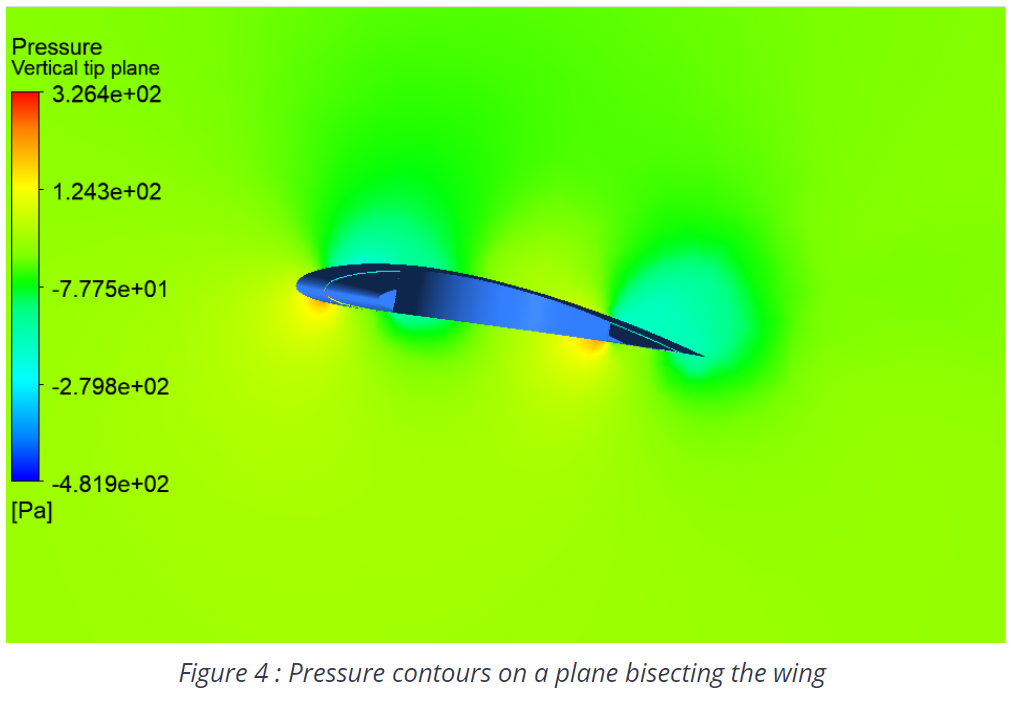 Pressure
Vertical tip plane
3.264e+02
1.243e+02
-7.775e+01
-2.798e+02
-4.819e+02
[Pa]
Figure 4 : Pressure contours on a plane bisecting the wing